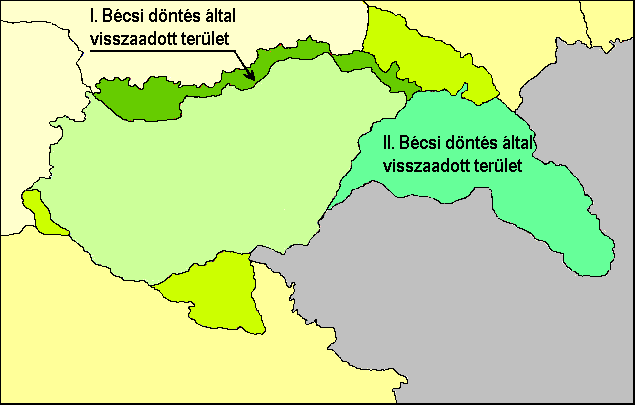 I. Bécsi döntés által
visszaadott terület
II. Bécsi döntés által
visszaadott terület